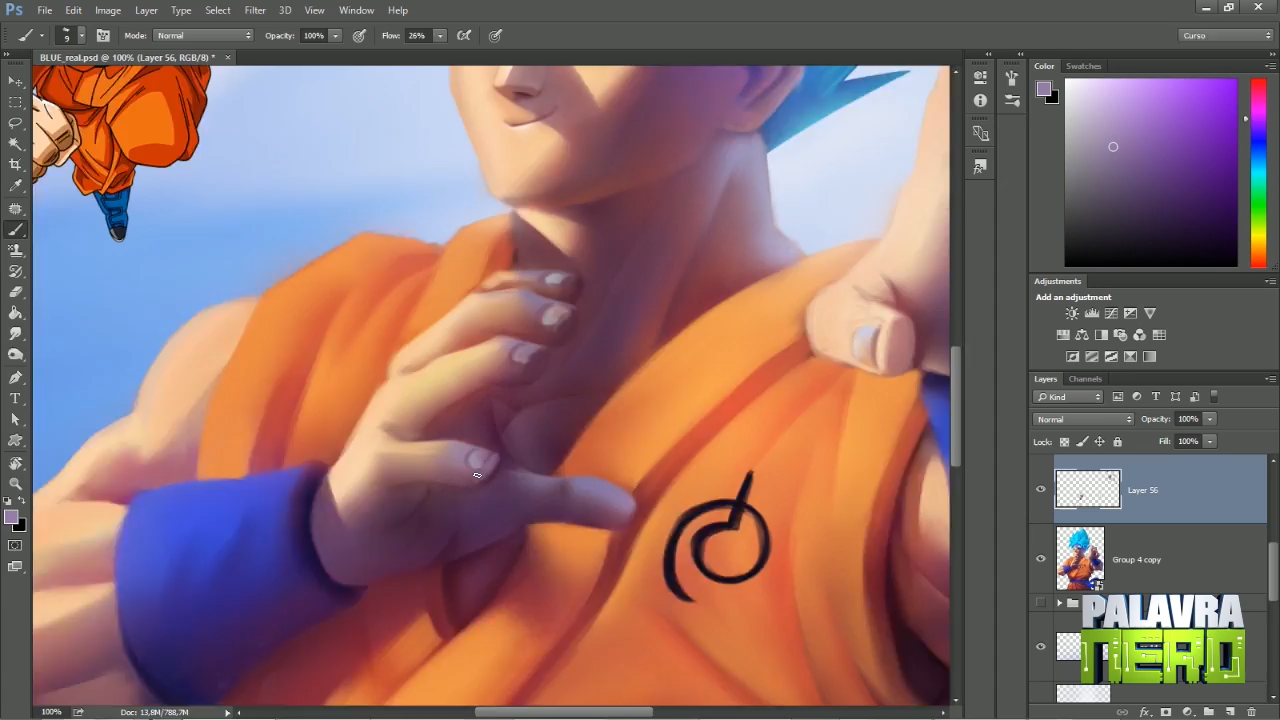 Ps File Edit Image Layer Type Select Filter 3D View Window Help
9 Mode: Normal Opacity: 100% Flow: 26% Curso
BLUE_real.psd @ 100% (Layer 56, RGB/8) * ×
Color Swatches
Adjustments
Add an adjustment
Layers Channels
Kind
Normal Opacity: 100%
Lock: Fill: 100%
Layer 56
Group 4 copy
PALAVRA
NERD
100% Doc: 13,8M/788,7M